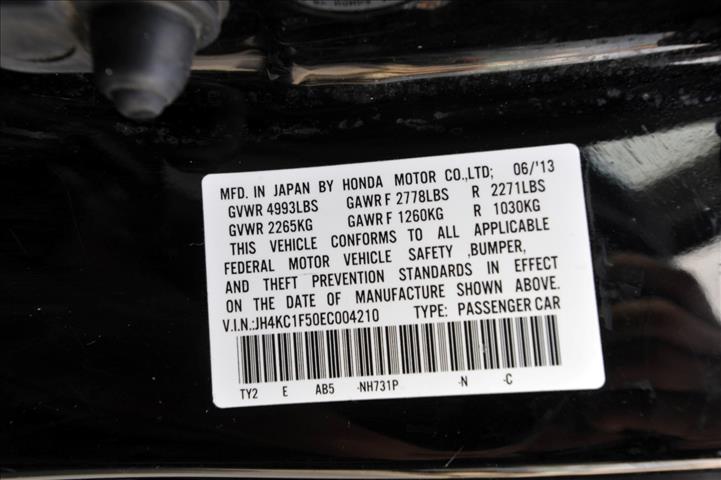 MFD. IN JAPAN BY HONDA MOTOR CO.,LTD; 06/'13
GVWR 4993LBS GAWR F 2778LBS R 2271LBS
GVWR 2265KG GAWR F 1260KG R 1030KG
THIS VEHICLE CONFORMS TO ALL APPLICABLE
FEDERAL MOTOR VEHICLE SAFETY ,BUMPER,
AND THEFT PREVENTION STANDARDS IN EFFECT
ON THE DATE OF MANUFACTURE SHOWN ABOVE.
V.I.N.:JH4KC1F50EC004210 TYPE: PASSENGER CAR
TY2 E AB5 -NH731P -N -C